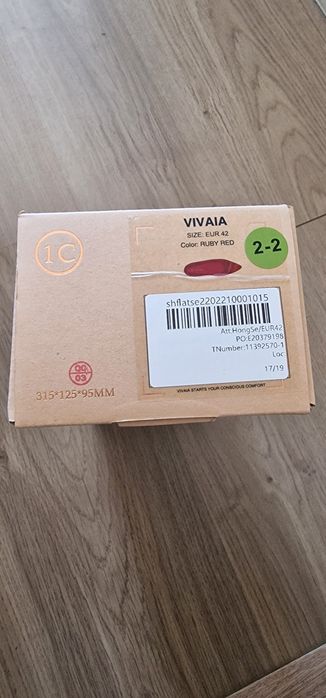 1C
VIVAIA
SIZE: EUR 42
Color: RUBY RED
2-2
shflatse2202210001015
Att:HongSe/EUR42
PO:E20379198
TNumber:11392570-1
Loc
17/19
VIVAIA STARTS YOUR CONSCIOUS COMFORT
QC
03
315*125*95MM